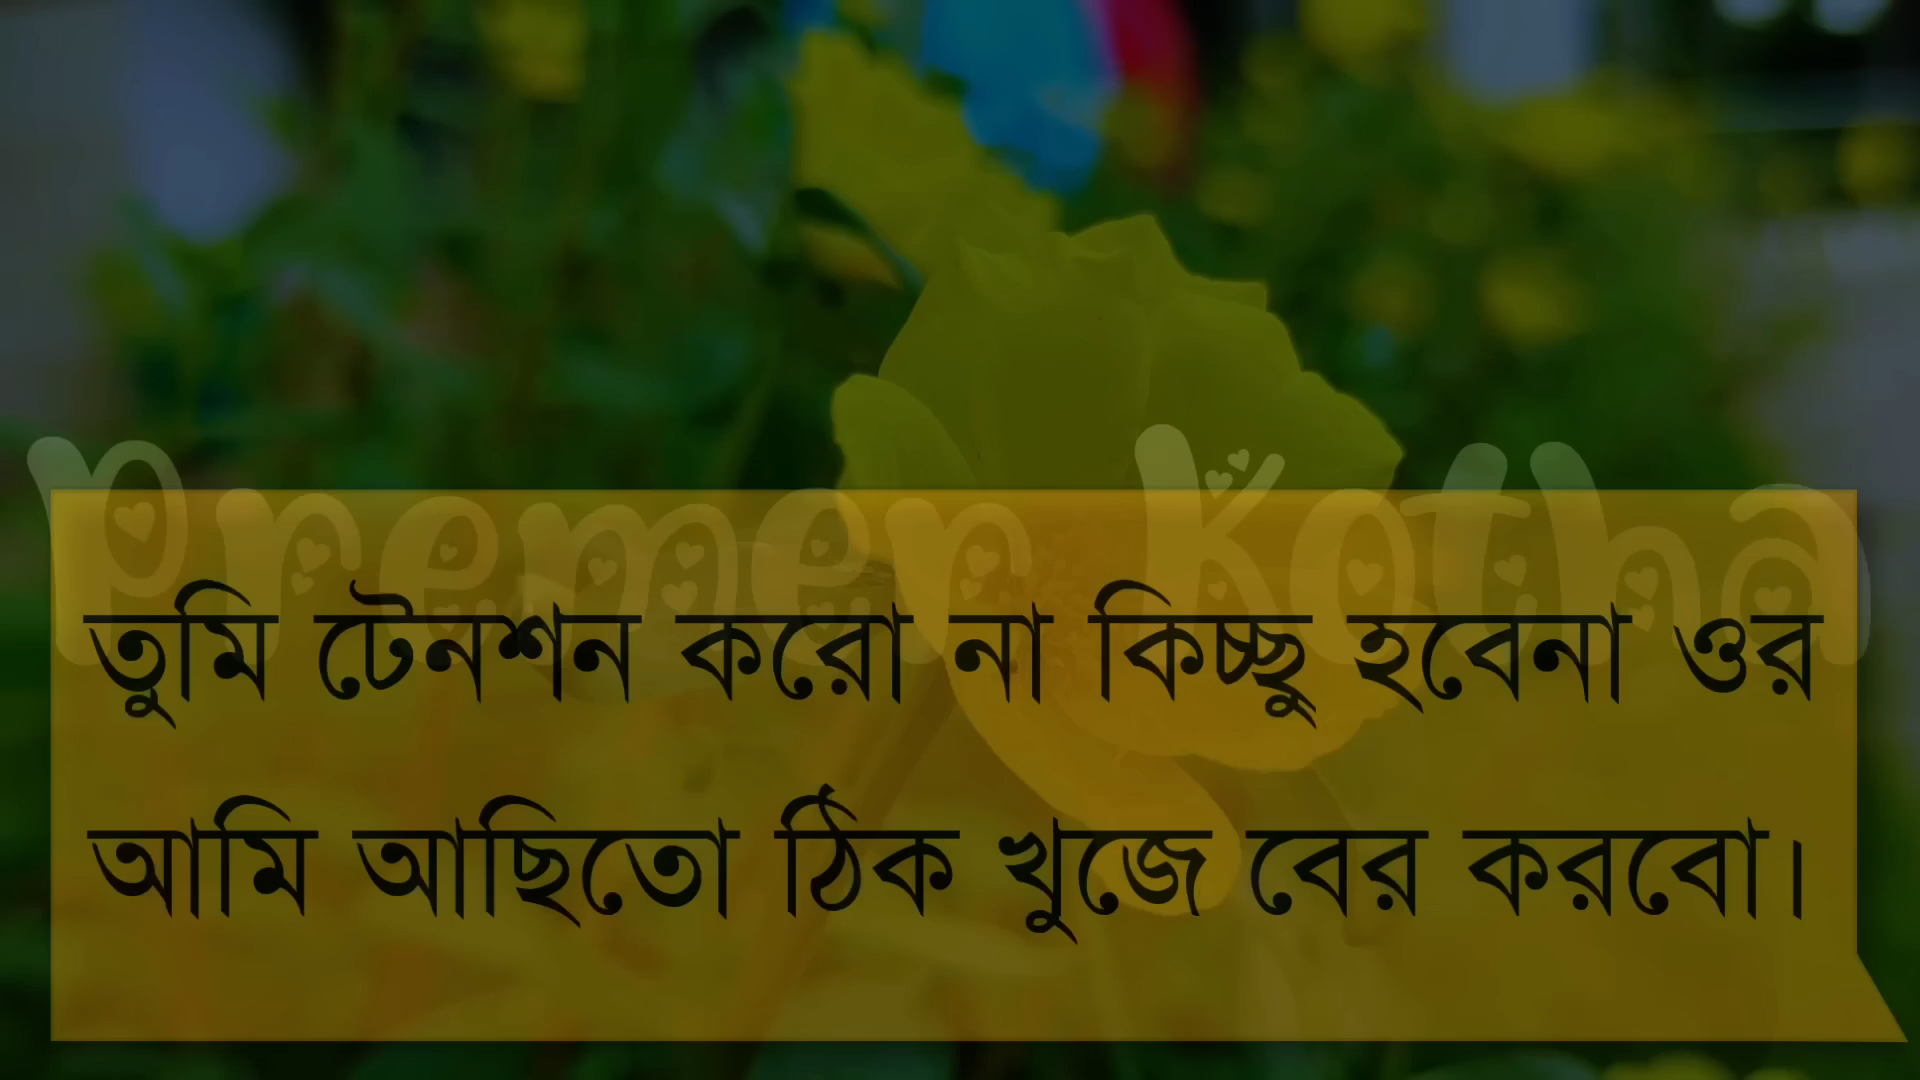 Premer Kotha
তুমি টেনশন করো না কিচ্ছু হবেনা ওর
আমি আছিতো ঠিক খুজে বের করবো।